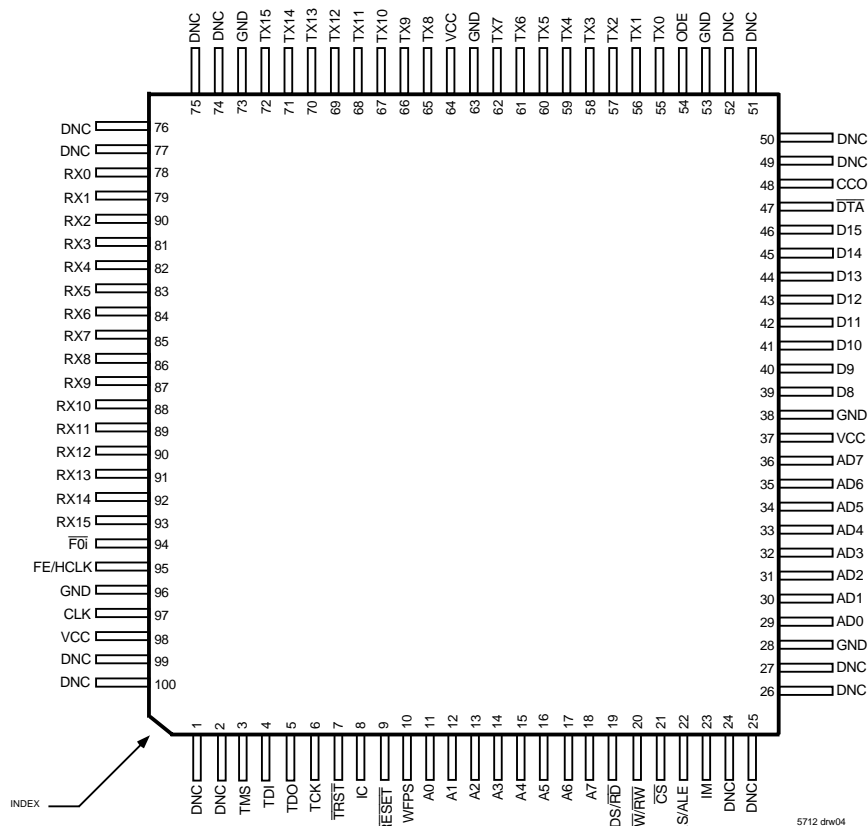 DNC DNC GND TX15 TX14 TX13 TX12 TX11 TX10 TX9 TX8 VCC GND TX7 TX6 TX5 TX4 TX3 TX2 TX1 TX0 ODE GND DNC DNC
75 74 73 72 71 70 69 68 67 66 65 64 63 62 61 60 59 58 57 56 55 54 53 52 51
DNC 76
DNC 77
RX0 78
RX1 79
RX2 90
RX3 81
RX4 82
RX5 83
RX6 84
RX7 85
RX8 86
RX9 87
RX10 88
RX11 89
RX12 90
RX13 91
RX14 92
RX15 93
F0i 94
FE/HCLK 95
GND 96
CLK 97
VCC 98
DNC 99
DNC 100
50 DNC
49 DNC
48 CCO
47 DTA
46 D15
45 D14
44 D13
43 D12
42 D11
41 D10
40 D9
39 D8
38 GND
37 VCC
36 AD7
35 AD6
34 AD5
33 AD4
32 AD3
31 AD2
30 AD1
29 AD0
28 GND
27 DNC
26 DNC
1 2 3 4 5 6 7 8 9 10 11 12 13 14 15 16 17 18 19 20 21 22 23 24 25
DNC DNC TMS TDI TDO TCK TRST IC RESET WFPS A0 A1 A2 A3 A4 A5 A6 A7 DS/RD W/RW CS S/ALE IM DNC DNC
INDEX
5712 drw04